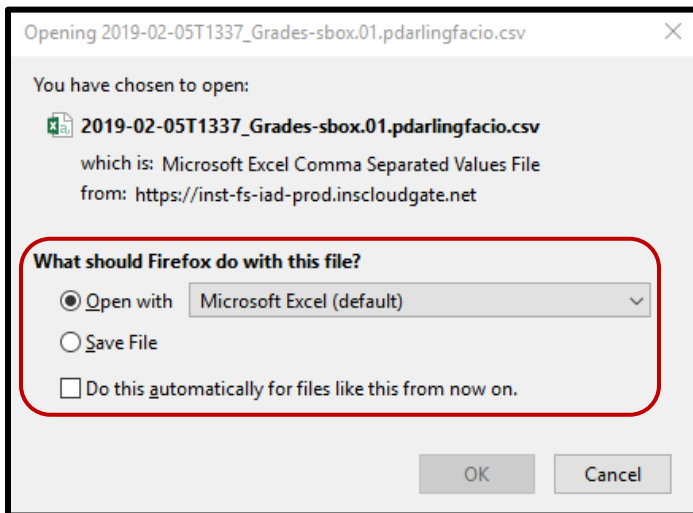 Opening 2019-02-05T1337_Grades-sbox.01.pdarlingfacio.csv
You have chosen to open:
2019-02-05T1337_Grades-sbox.01.pdarlingfacio.csv
which is: Microsoft Excel Comma Separated Values File
from: https://inst-fs-iad-prod.inscloudgate.net
What should Firefox do with this file?
Open with Microsoft Excel (default)
Save File
Do this automatically for files like this from now on.
OK Cancel